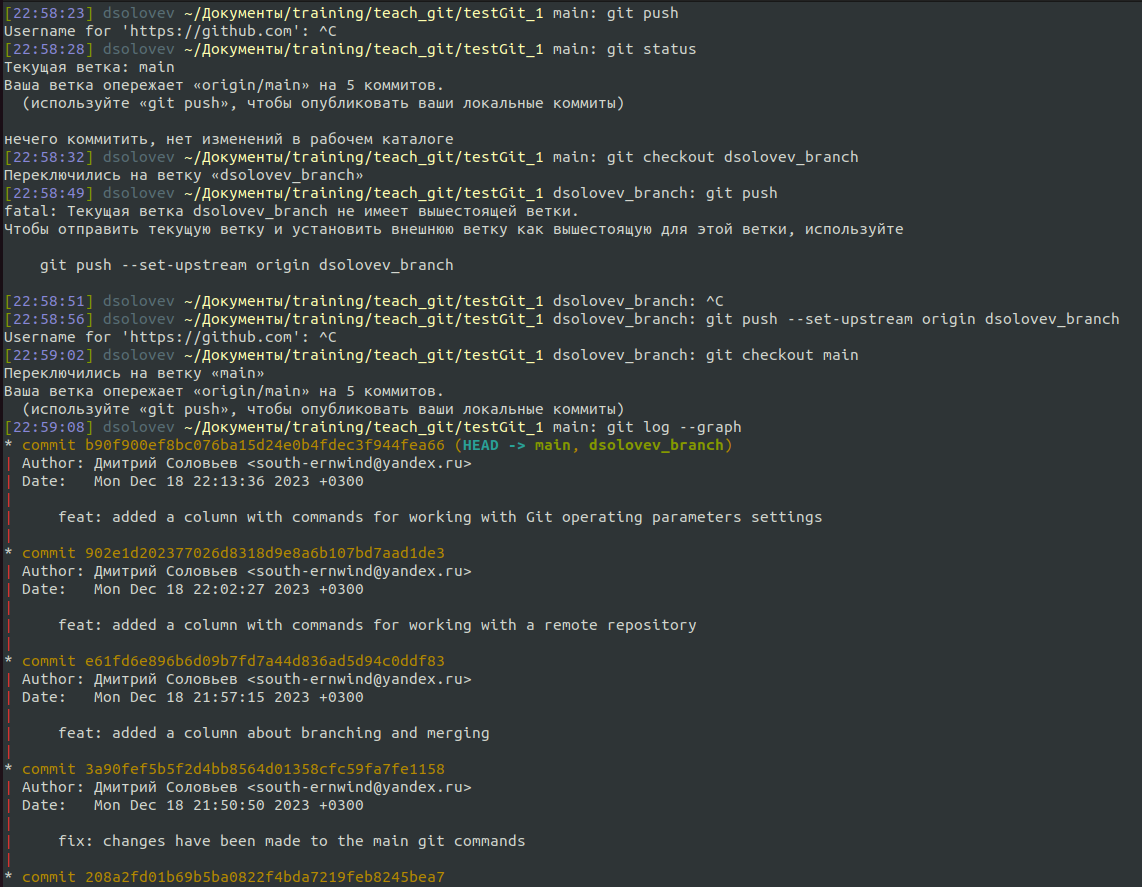 [22:58:23] dsolovev ~/Документы/training/teach_git/testGit_1 main: git push
Username for 'https://github.com': ^C
[22:58:28] dsolovev ~/Документы/training/teach_git/testGit_1 main: git status
Текущая ветка: main
Ваша ветка опережает «origin/main» на 5 коммитов.
  (используйте «git push», чтобы опубликовать ваши локальные коммиты)

нечего коммитить, нет изменений в рабочем каталоге
[22:58:32] dsolovev ~/Документы/training/teach_git/testGit_1 main: git checkout dsolovev_branch
Переключились на ветку «dsolovev_branch»
[22:58:49] dsolovev ~/Документы/training/teach_git/testGit_1 dsolovev_branch: git push
fatal: Текущая ветка dsolovev_branch не имеет вышестоящей ветки.
Чтобы отправить текущую ветку и установить внешнюю ветку как вышестоящую для этой ветки, используйте

    git push --set-upstream origin dsolovev_branch

[22:58:51] dsolovev ~/Документы/training/teach_git/testGit_1 dsolovev_branch: ^C
[22:58:56] dsolovev ~/Документы/training/teach_git/testGit_1 dsolovev_branch: git push --set-upstream origin dsolovev_branch
Username for 'https://github.com': ^C
[22:59:02] dsolovev ~/Документы/training/teach_git/testGit_1 dsolovev_branch: git checkout main
Переключились на ветку «main»
Ваша ветка опережает «origin/main» на 5 коммитов.
  (используйте «git push», чтобы опубликовать ваши локальные коммиты)
[22:59:08] dsolovev ~/Документы/training/teach_git/testGit_1 main: git log --graph
* commit b90f900ef8bc076ba15d24e0b4fdec3f944fea66 (HEAD -> main, dsolovev_branch)
| Author: Дмитрий Соловьев <south-ernwind@yandex.ru>
| Date:   Mon Dec 18 22:13:36 2023 +0300
|
|     feat: added a column with commands for working with Git operating parameters settings
|
* commit 902e1d202377026d8318d9e8a6b107bd7aad1de3
| Author: Дмитрий Соловьев <south-ernwind@yandex.ru>
| Date:   Mon Dec 18 22:02:27 2023 +0300
|
|     feat: added a column with commands for working with a remote repository
|
* commit e61fd6e896b6d09b7fd7a44d836ad5d94c0ddf83
| Author: Дмитрий Соловьев <south-ernwind@yandex.ru>
| Date:   Mon Dec 18 21:57:15 2023 +0300
|
|     feat: added a column about branching and merging
|
* commit 3a90fef5b5f2d4bb8564d01358cfc59fa7fe1158
| Author: Дмитрий Соловьев <south-ernwind@yandex.ru>
| Date:   Mon Dec 18 21:50:50 2023 +0300
|
|     fix: changes have been made to the main git commands
|
* commit 208a2fd01b69b5ba0822f4bda7219feb8245bea7